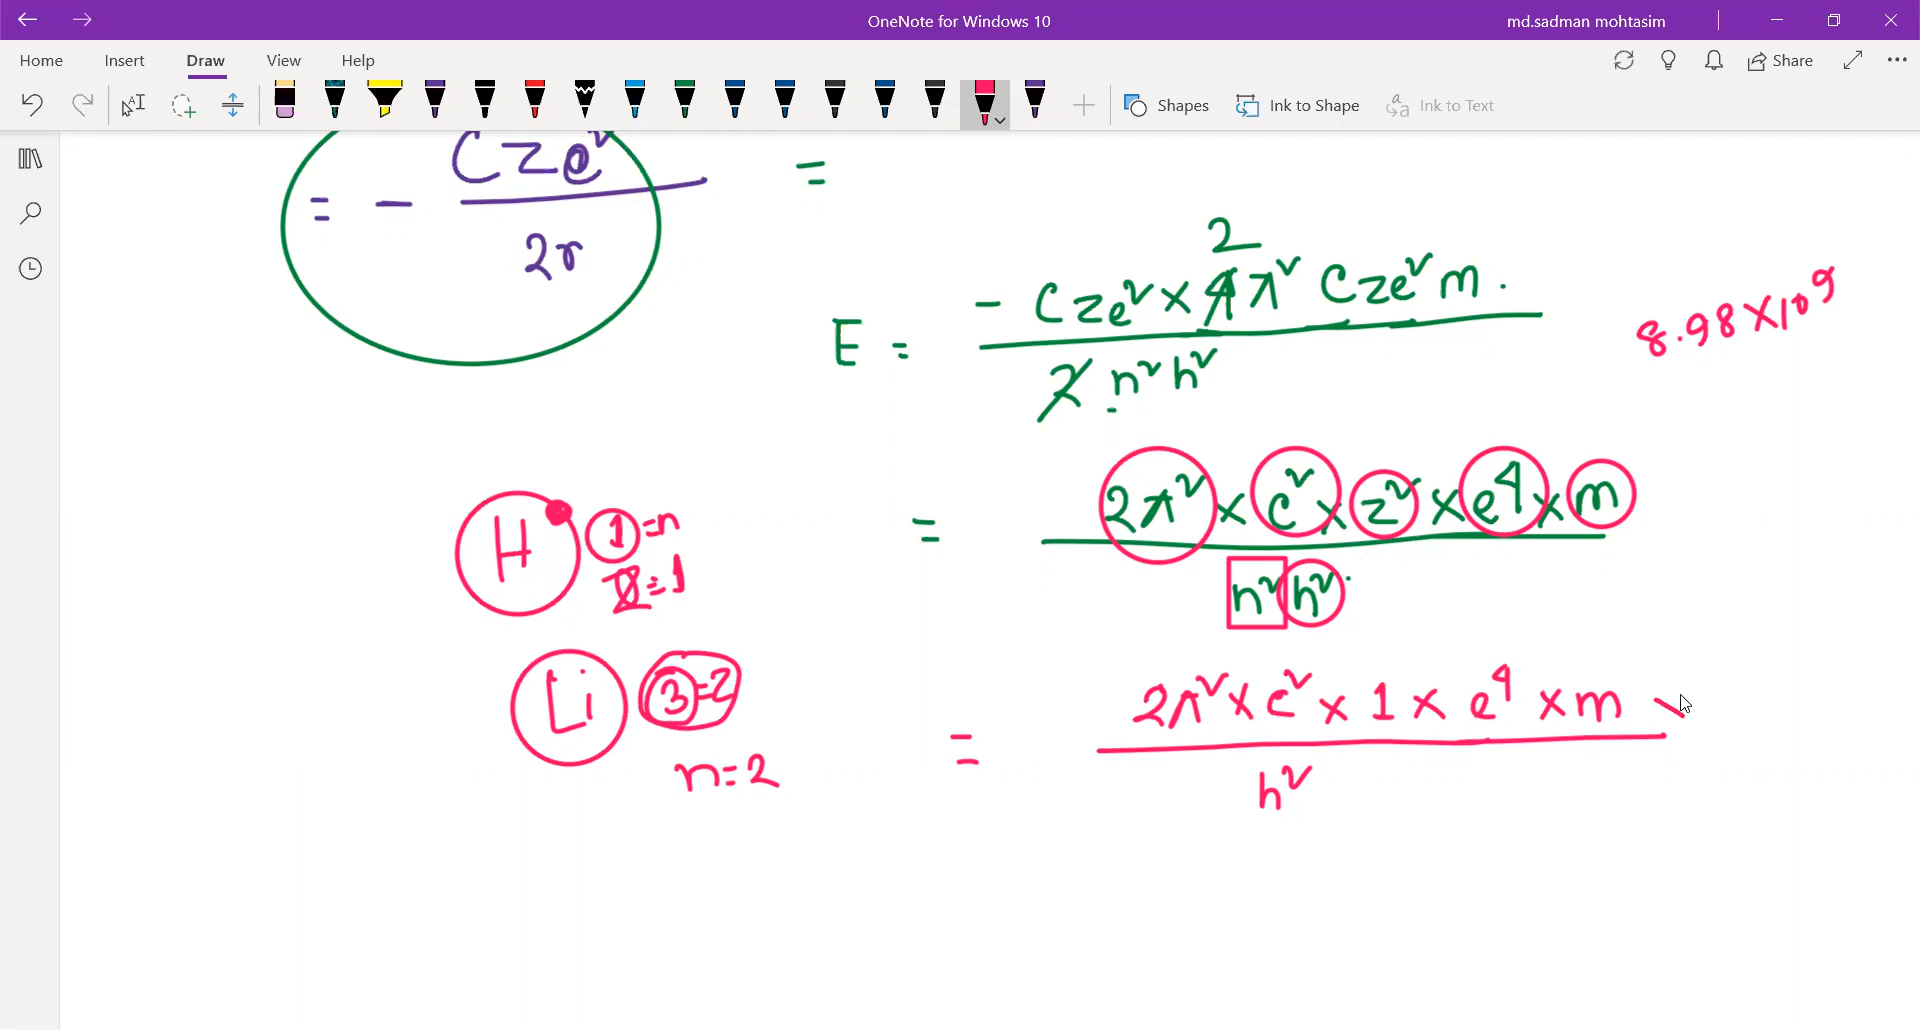 OneNote for Windows 10
md.sadman mohtasim
Home Insert Draw View Help
Share
Shapes Ink to Shape Ink to Text
= - Cze² / 2r =
E = - Cze² × 4π² Cze² m. / 2 n² h²
2
8.98×10⁹
= 2π² × c² × z² × e⁴ × m / n² h²
H 1 = n
Z = 1
Li 3 = Z
n = 2
= 2π² × c² × 1 × e⁴ × m / h²